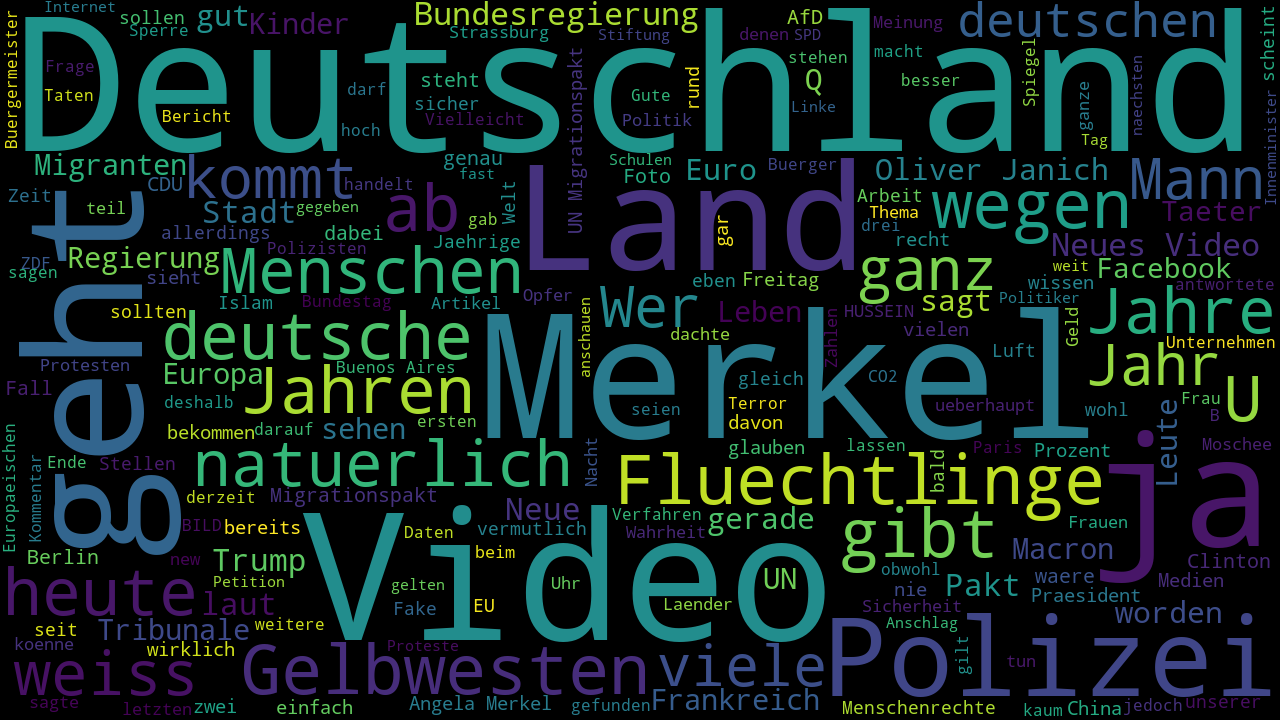 Internet
sollen
gut
Kinder
Bundesregierung
AfD
Meinung
deutschen
Deutschland
Buergermeister
Sperre
Strassburg
Stiftung
denen
SPD
scheint
Frage
Taten
Bericht
darf
hoch
steht
sicher
Vielleicht
UN Migrationspakt
Gute
Politik
rund
stehen
Q
Linke
macht
besser
Spiegel
ganze
Tag
naechsten
Innenminister
Migranten
CDU
kommt
handelt
genau
fast
Schulen
Foto
Euro
Buerger
Oliver Janich
Mann
Zeit
teil
Stadt
gegeben
ab
gab
Welt
Land
gar
Arbeit
Thema
drei
wegen
Taeter
geht
allerdings
dabei
Polizisten
Jaehrige
recht
Neues Video
ZDF
sagen
Regierung
sieht
Menschen
eben
Freitag
ganz
weit
Facebook
wissen
antwortete
sollten
Islam
Bundestag
Artikel
Opfer
anschauen
Wer
Leben
HUSSEIN
sagt
Politiker
Jahre
deutsche
dachte
Zahlen
vielen
Geld
Unternehmen
Protesten
Fall
Europa
Buenos Aires
Merkel
gleich
CO2
Luft
Jahr
deshalb
Jahren
ersten
seien
Terror
davon
ueberhaupt
wohl
Frau
B
U
bekommen
darauf
sehen
glauben
lassen
Paris
Prozent
Leute
Moschee
Europaeischen
Kommentar
Ende
Stellen
natuerlich
Nacht
Fluechtlinge
bald
ja
derzeit
Migrationspakt
Neue
BILD
bereits
vermutlich
Verfahren
Wahrheit
gerade
gibt
Frauen
Berlin
new
Trump
Daten
beim
Video
Macron
Clinton
heute
laut
Petition
gelten
Uhr
UN
obwohl
nie
Pakt
waere
Medien
Praesident
Fake
EU
Laender
Sicherheit
worden
seit
Tribunale
weitere
Anschlag
koenne
wirklich
Proteste
Polizei
gilt
tun
weiss
Gelbwesten
viele
sagte
letzten
zwei
einfach
Angela Merkel
gefunden
Frankreich
Menschenrechte
kaum
China
jedoch
unserer